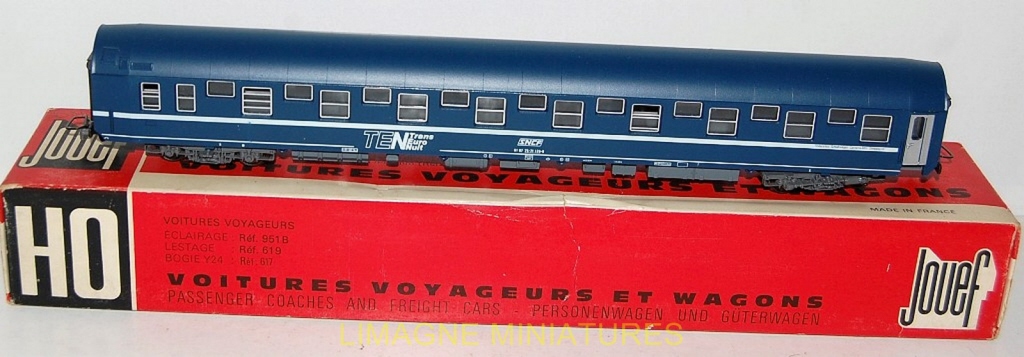 TEN Trans
Euro
Nuit
SNCF
Jouef
VOITURES VOYAGEURS ET WAGONS
MADE IN FRANCE
HO
VOITURES VOYAGEURS
ECLAIRAGE : Réf. 951B
LESTAGE : Réf. 619
BOGIE Y24 : Réf. 617
VOITURES VOYAGEURS ET WAGONS
PASSENGER COACHES AND FREIGHT CARS - PERSONENWAGEN UND GÜTERWAGEN
Jouef
LIMAGNE MINIATURES